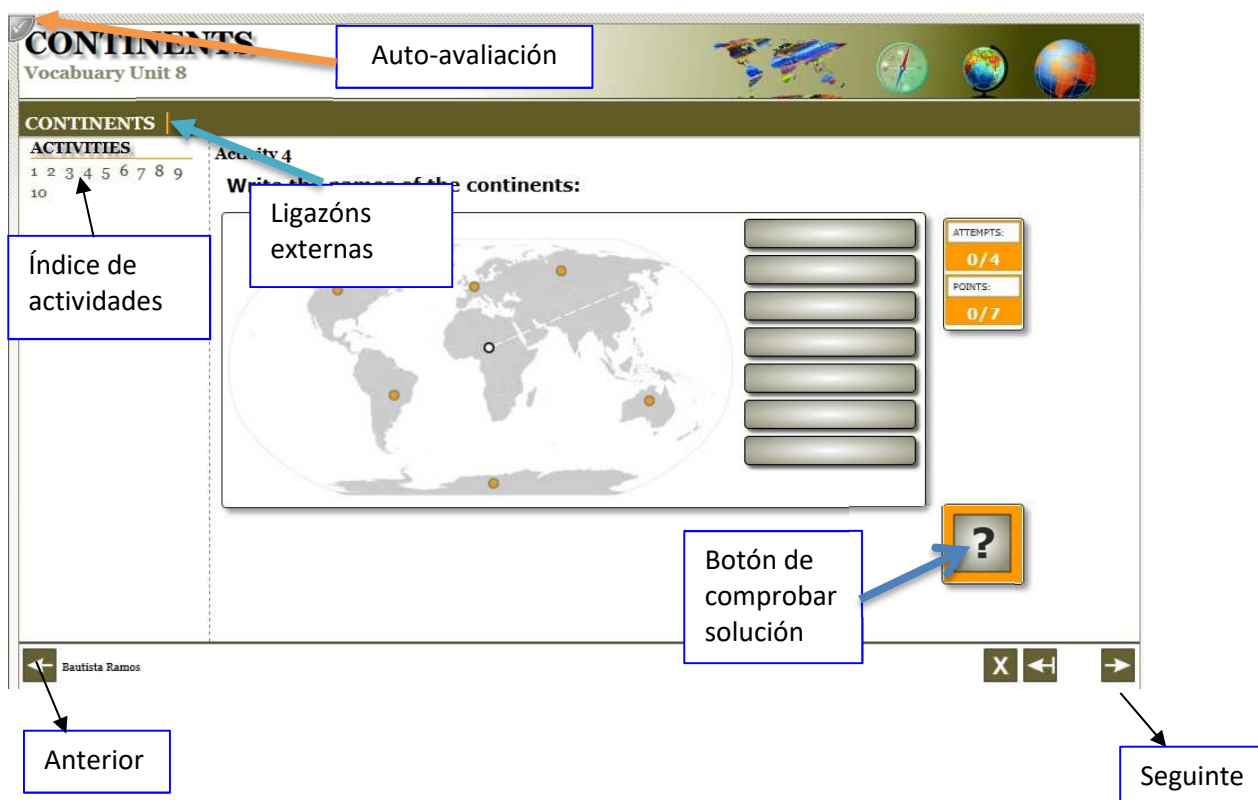 CONTINENTS
Vocabuary Unit 8
Auto-avaliación
CONTINENTS
ACTIVITIES
1 2 3 4 5 6 7 8 9
10
Activity 4
Write the names of the continents:
Ligazóns
externas
Índice de
actividades
ATTEMPTS:
0/4
POINTS:
0/7
?
Botón de
comprobar
solución
Bautista Ramos
X
Anterior
Seguinte